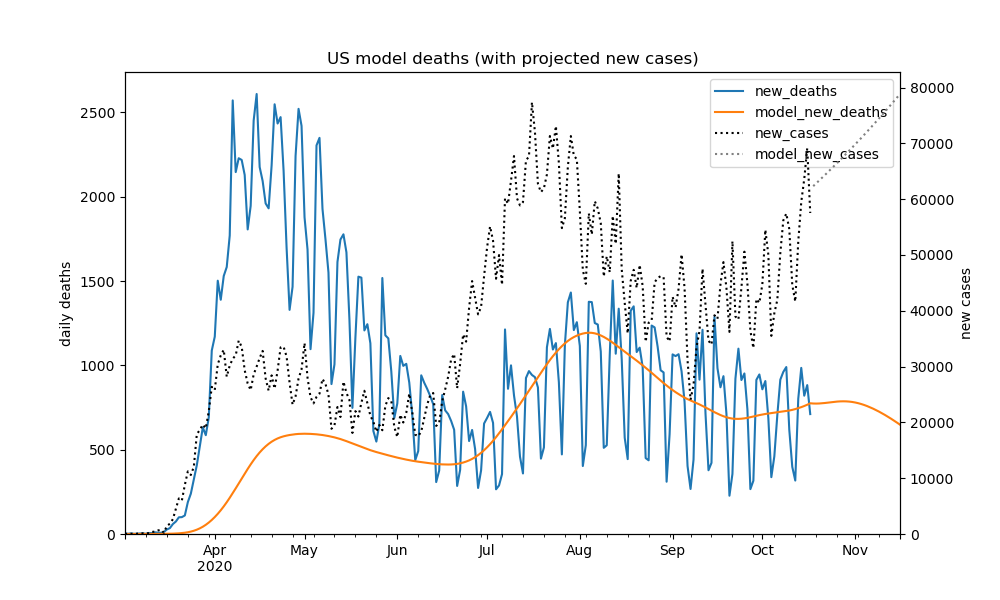 US model deaths (with projected new cases)
new_deaths
model_new_deaths
new_cases
model_new_cases
daily deaths
2500
2000
1500
1000
500
0
80000
70000
60000
50000
40000
30000
20000
10000
0
new cases
Apr May Jun Jul Aug Sep Oct Nov
2020